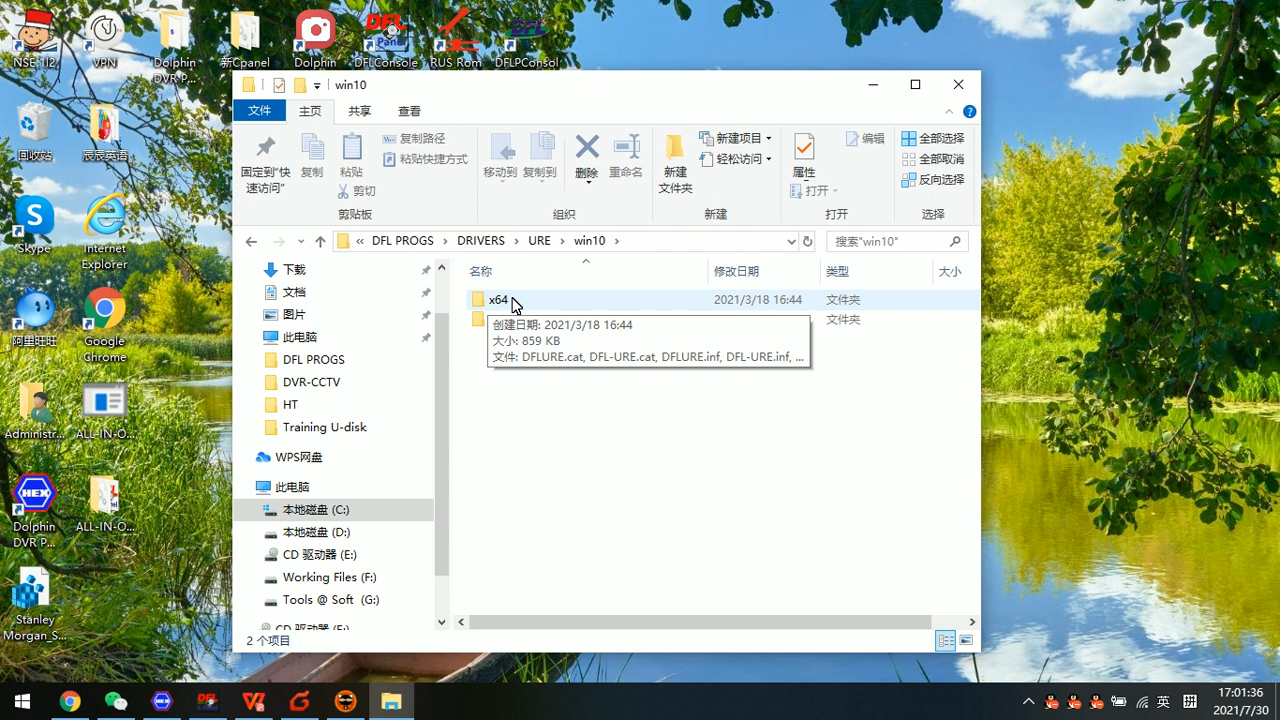 NSE 1!2
VPN
Dolphin
DVR P...
新Cpanel
Dolphin
DFL
Panel
DFLConsole
RUS Rom
DFL
DFLPConsol
回收站
辰辰英语
Skype
Internet
Explorer
阿里旺旺
Google
Chrome
Administr...
ALL-IN-O...
HEX
Dolphin
DVR P...
ALL-IN-O...
Stanley
Morgan_S...
win10
文件
主页
共享
查看
固定到“快
速访问”
复制
粘贴
复制路径
粘贴快捷方式
剪切
剪贴板
移动到
复制到
删除
重命名
组织
新建
文件夹
新建项目
轻松访问
新建
属性
打开
编辑
打开
全部选择
全部取消
反向选择
选择
« DFL PROGS › DRIVERS › URE › win10 ›
搜索"win10"
下载
文档
图片
此电脑
DFL PROGS
DVR-CCTV
HT
Training U-disk
WPS网盘
此电脑
本地磁盘 (C:)
本地磁盘 (D:)
CD 驱动器 (E:)
Working Files (F:)
Tools @ Soft  (G:)
名称
修改日期
类型
大小
x64
2021/3/18 16:44
文件夹
文件夹
创建日期: 2021/3/18 16:44
大小: 859 KB
文件: DFLURE.cat, DFL-URE.cat, DFLURE.inf, DFL-URE.inf, ...
2 个项目
HEX
DFL
英
拼
17:01:36
2021/7/30